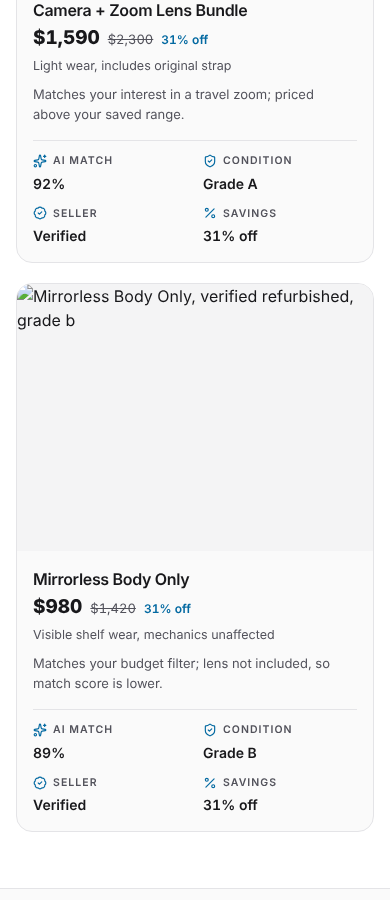 Camera + Zoom Lens Bundle
$1,590 $2,300 31% off
Light wear, includes original strap
Matches your interest in a travel zoom; priced
above your saved range.
AI MATCH CONDITION
92% Grade A
SELLER SAVINGS
Verified 31% off
Mirrorless Body Only, verified refurbished,
grade b
Mirrorless Body Only
$980 $1,420 31% off
Visible shelf wear, mechanics unaffected
Matches your budget filter; lens not included, so
match score is lower.
AI MATCH CONDITION
89% Grade B
SELLER SAVINGS
Verified 31% off